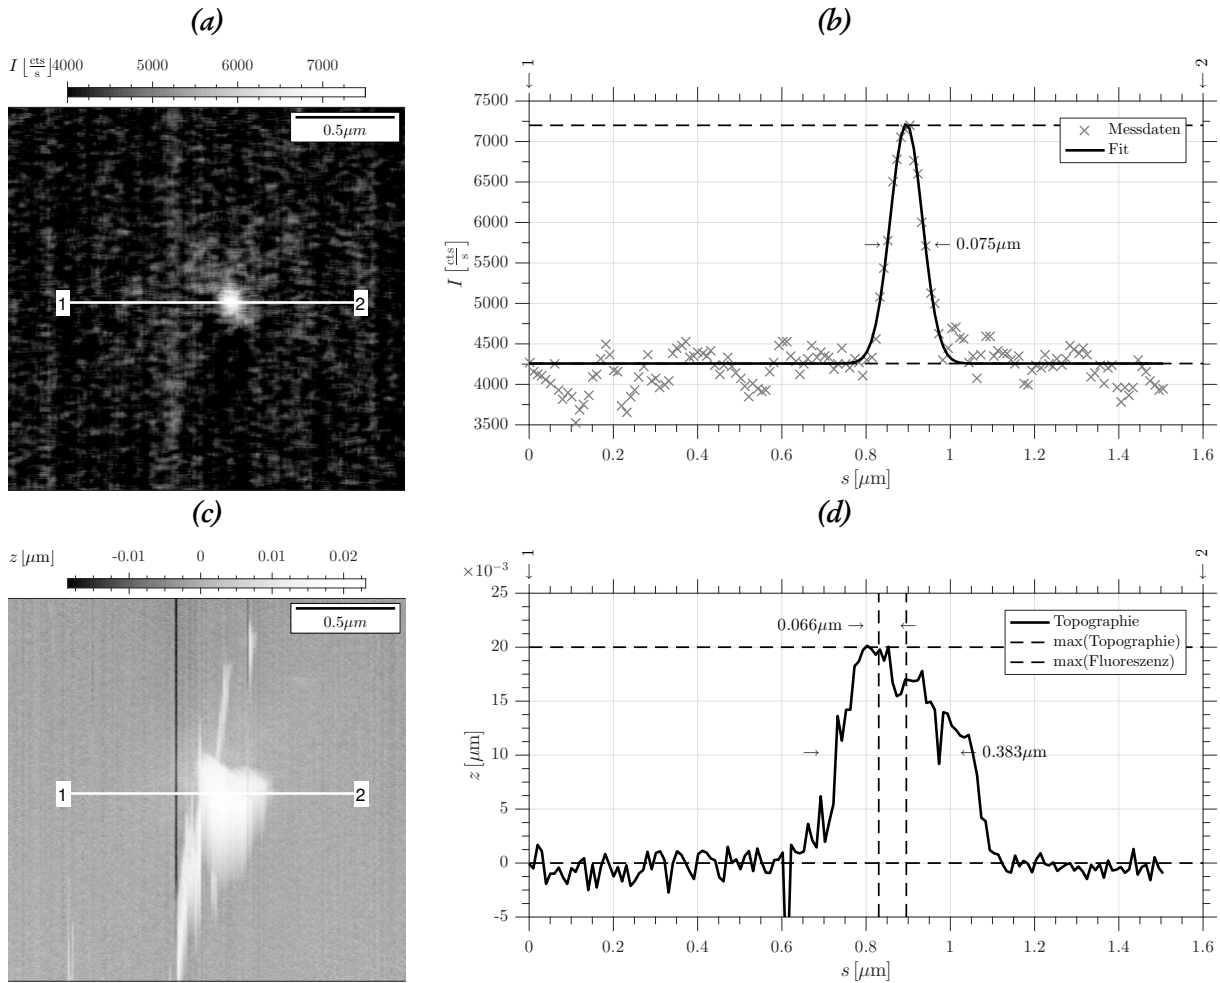 (a)
I [cts/s] 4000 5000 6000 7000
0.5μm
1 2
(b)
1 2
7500
7000
6500
6000
5500
5000
4500
4000
3500
I [cts/s]
Messdaten
Fit
→ ← 0.075μm
0 0.2 0.4 0.6 0.8 1 1.2 1.4 1.6
s [μm]
(c)
z [μm] -0.01 0 0.01 0.02
0.5μm
1 2
(d)
1 2
×10⁻³
25
20
15
10
5
0
-5
z [μm]
0.066μm → ←
Topographie
max(Topographie)
max(Fluoreszenz)
→ ← 0.383μm
0 0.2 0.4 0.6 0.8 1 1.2 1.4 1.6
s [μm]